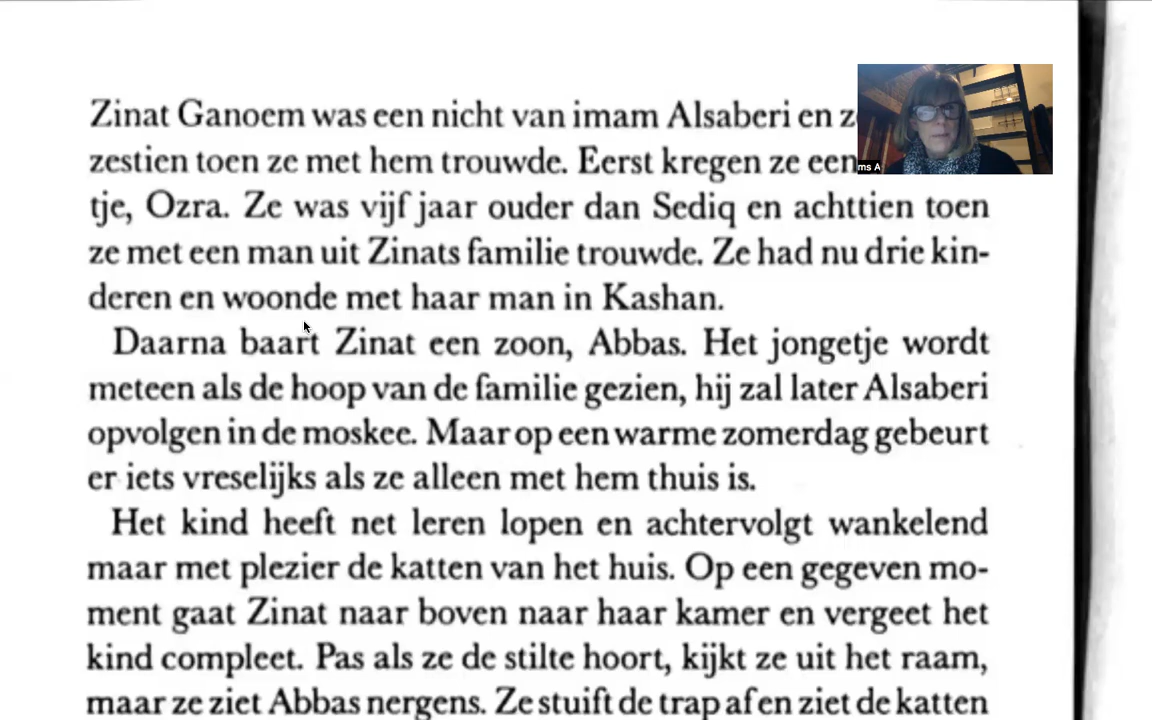 Zinat Ganoem was een nicht van imam Alsaberi en
zestien toen ze met hem trouwde. Eerst kregen ze een
ms A
tje, Ozra. Ze was vijf jaar ouder dan Sediq en achttien toen
ze met een man uit Zinats familie trouwde. Ze had nu drie kin-
deren en woonde met haar man in Kashan.
Daarna baart Zinat een zoon, Abbas. Het jongetje wordt
meteen als de hoop van de familie gezien, hij zal later Alsaberi
opvolgen in de moskee. Maar op een warme zomerdag gebeurt
er iets vreselijks als ze alleen met hem thuis is.
Het kind heeft net leren lopen en achtervolgt wankelend
maar met plezier de katten van het huis. Op een gegeven mo-
ment gaat Zinat naar boven naar haar kamer en vergeet het
kind compleet. Pas als ze de stilte hoort, kijkt ze uit het raam,
maar ze ziet Abbas nergens. Ze stuift de trap af en ziet de katten